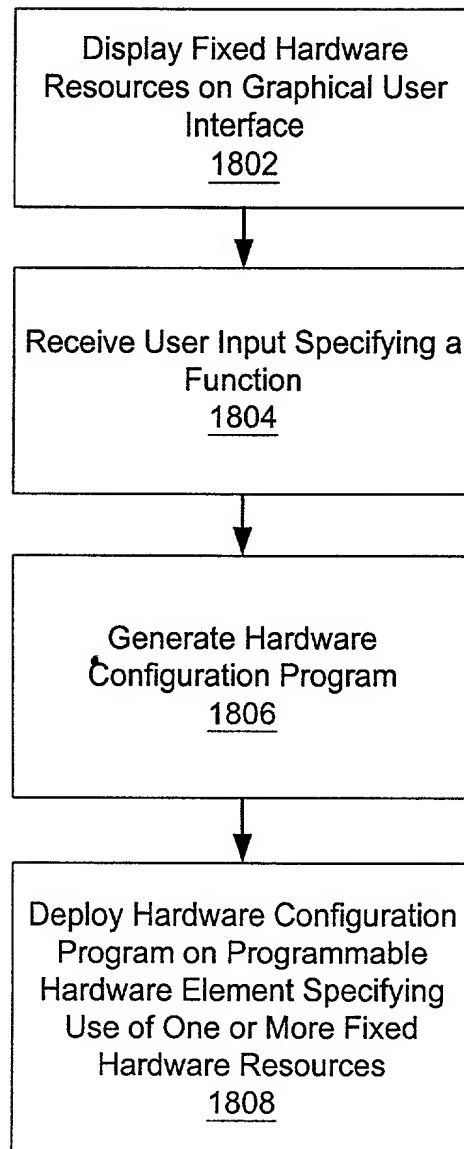 Display Fixed Hardware
Resources on Graphical User
Interface
1802
Receive User Input Specifying a
Function
1804
Generate Hardware
Configuration Program
1806
Deploy Hardware Configuration
Program on Programmable
Hardware Element Specifying
Use of One or More Fixed
Hardware Resources
1808